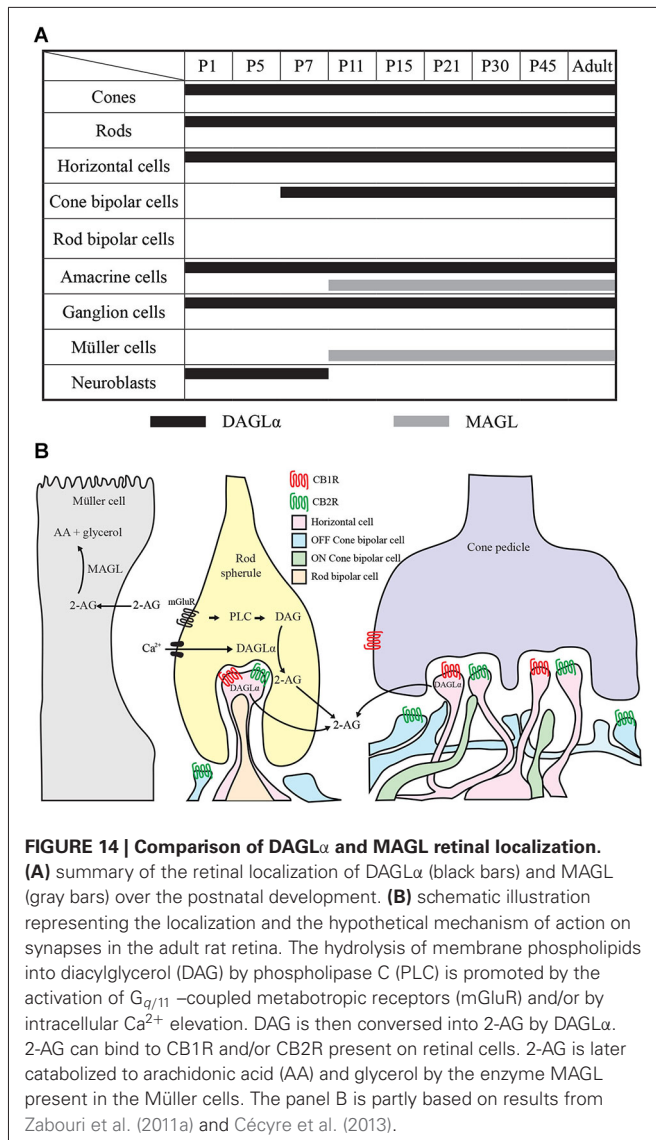 A
P1 P5 P7 P11 P15 P21 P30 P45 Adult
Cones
Rods
Horizontal cells
Cone bipolar cells
Rod bipolar cells
Amacrine cells
Ganglion cells
Müller cells
Neuroblasts
DAGLα MAGL
B
Müller cell
AA + glycerol
MAGL
2-AG
2-AG
mGluR
Ca²⁺
Rod
spherule
PLC
DAG
DAGLα
2-AG
DAGLα
2-AG
CB1R
CB2R
Horizontal cell
OFF Cone bipolar cell
ON Cone bipolar cell
Rod bipolar cell
Cone pedicle
DAGLα
FIGURE 14 | Comparison of DAGLα and MAGL retinal localization.
(A) summary of the retinal localization of DAGLα (black bars) and MAGL
(gray bars) over the postnatal development. (B) schematic illustration
representing the localization and the hypothetical mechanism of action on
synapses in the adult rat retina. The hydrolysis of membrane phospholipids
into diacylglycerol (DAG) by phospholipase C (PLC) is promoted by the
activation of Gq/11 –coupled metabotropic receptors (mGluR) and/or by
intracellular Ca²⁺ elevation. DAG is then conversed into 2-AG by DAGLα.
2-AG can bind to CB1R and/or CB2R present on retinal cells. 2-AG is later
catabolized to arachidonic acid (AA) and glycerol by the enzyme MAGL
present in the Müller cells. The panel B is partly based on results from
Zabouri et al. (2011a) and Cécyre et al. (2013).